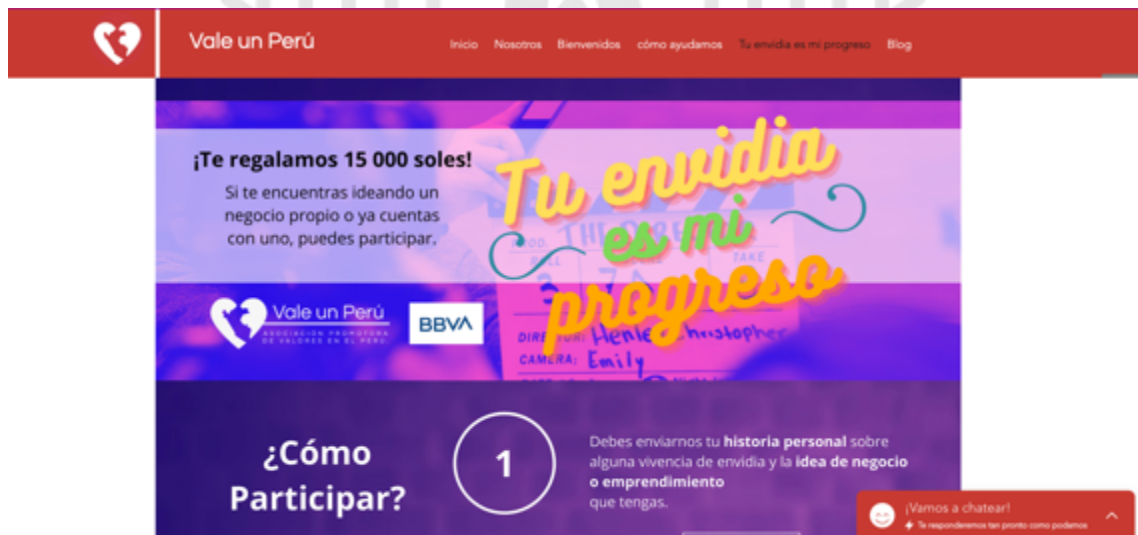 Vale un Perú
Inicio Nosotros Bienvenidos cómo ayudamos Tu envidia es mi progreso Blog
¡Te regalamos 15 000 soles!
Si te encuentras ideando un
negocio propio o ya cuentas
con uno, puedes participar.
Tu envidia
es mi
progreso
PROD.
ROLL
TAKE
3
DIRECTOR:
CAMERA: Emily
Vale un Perú
ASOCIACIÓN PROMOTORA
DE VALORES EN EL PERÚ
BBVA
¿Cómo
Participar?
1
Debes enviarnos tu historia personal sobre
alguna vivencia de envidia y la idea de negocio
o emprendimiento
que tengas.
¡Vamos a chatear!
Te responderemos tan pronto como podamos